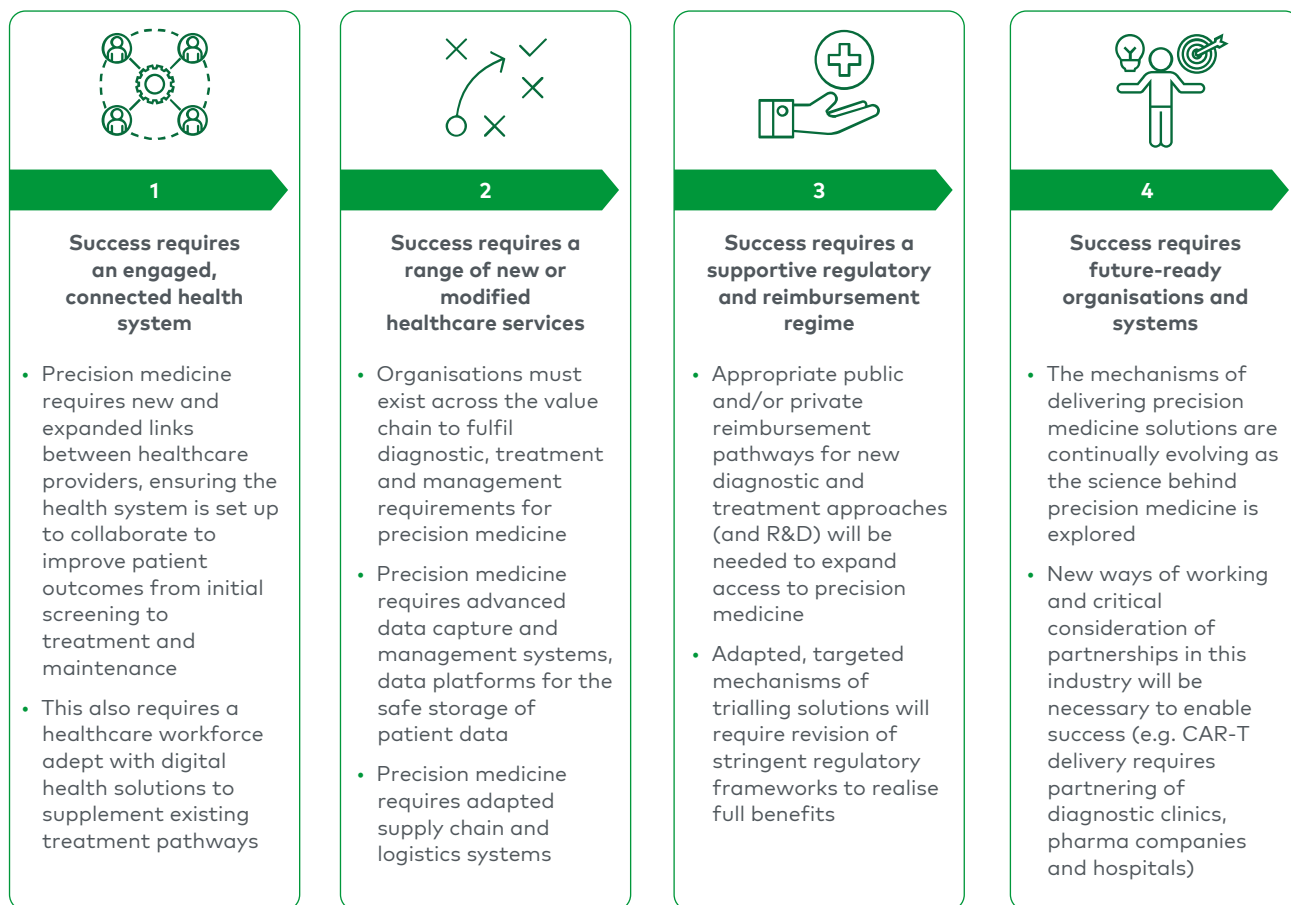 1
Success requires
an engaged,
connected health
system
• Precision medicine
requires new and
expanded links
between healthcare
providers, ensuring the
health system is set up
to collaborate to
improve patient
outcomes from initial
screening to
treatment and
maintenance
• This also requires a
healthcare workforce
adept with digital
health solutions to
supplement existing
treatment pathways
2
Success requires a
range of new or
modified
healthcare services
• Organisations must
exist across the value
chain to fulfil
diagnostic, treatment
and management
requirements for
precision medicine
• Precision medicine
requires advanced
data capture and
management systems,
data platforms for the
safe storage of
patient data
• Precision medicine
requires adapted
supply chain and
logistics systems
3
Success requires a
supportive regulatory
and reimbursement
regime
• Appropriate public
and/or private
reimbursement
pathways for new
diagnostic and
treatment approaches
(and R&D) will be
needed to expand
access to precision
medicine
• Adapted, targeted
mechanisms of
trialling solutions will
require revision of
stringent regulatory
frameworks to realise
full benefits
4
Success requires
future-ready
organisations and
systems
• The mechanisms of
delivering precision
medicine solutions are
continually evolving as
the science behind
precision medicine is
explored
• New ways of working
and critical
consideration of
partnerships in this
industry will be
necessary to enable
success (e.g. CAR-T
delivery requires
partnering of
diagnostic clinics,
pharma companies
and hospitals)